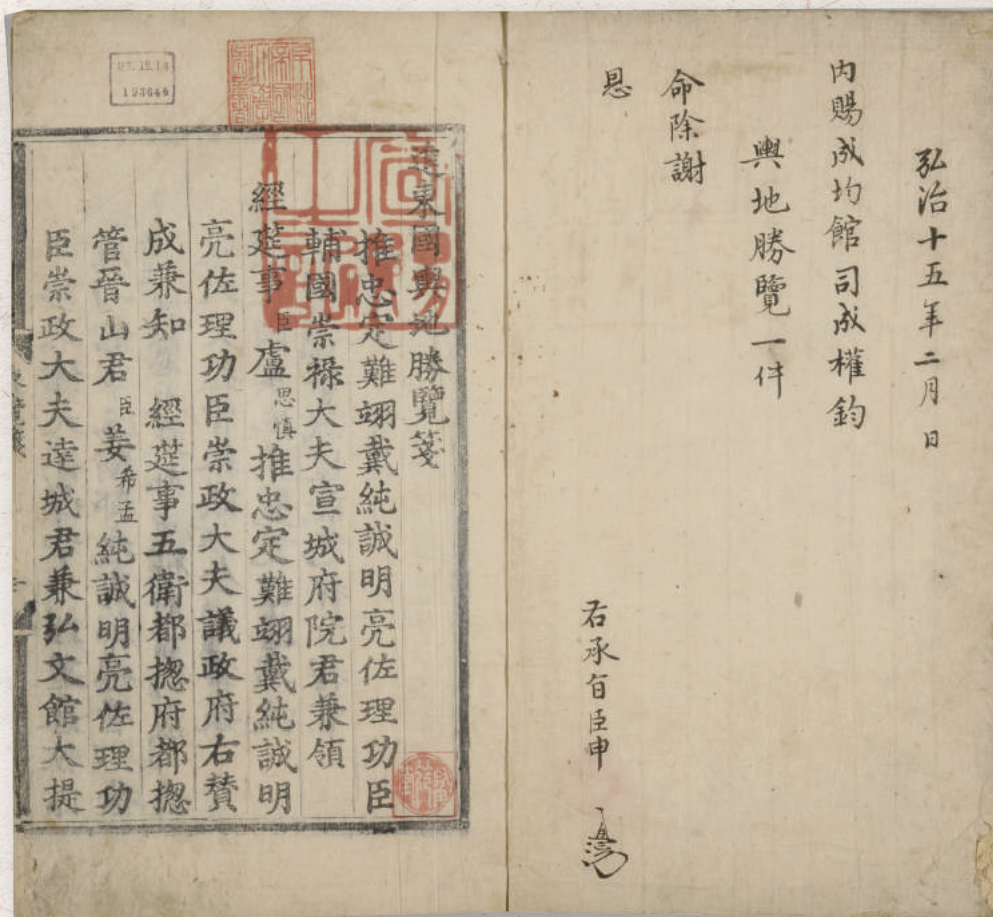 弘治十五年二月 日
內賜成均館司成權鈞
輿地勝覽一件
命除謝
恩
右承旨臣申
進東國輿地勝覽箋
推忠定難翊戴純誠明亮佐理功臣
輔國崇祿大夫宣城府院君兼領
經筵事臣盧思愼推忠定難翊戴純誠明
亮佐理功臣崇政大夫議政府右贊
成兼知 經筵事五衛都摠府都摠
管晉山君臣姜希孟純誠明亮佐理功
臣崇政大夫達城君兼弘文館大提
193646